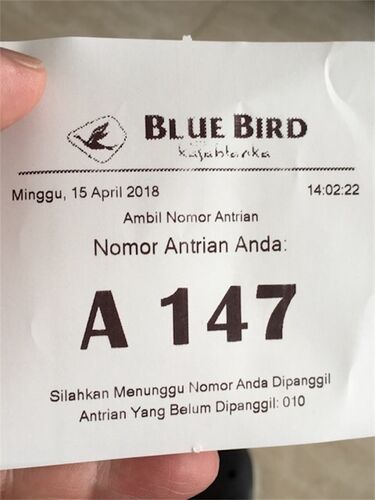 BLUE BIRD
Kasablanka
Minggu, 15 April 2018 14:02:22
Ambil Nomor Antrian
Nomor Antrian Anda:
A 147
Silahkan Menunggu Nomor Anda Dipanggil
Antrian Yang Belum Dipanggil: 010